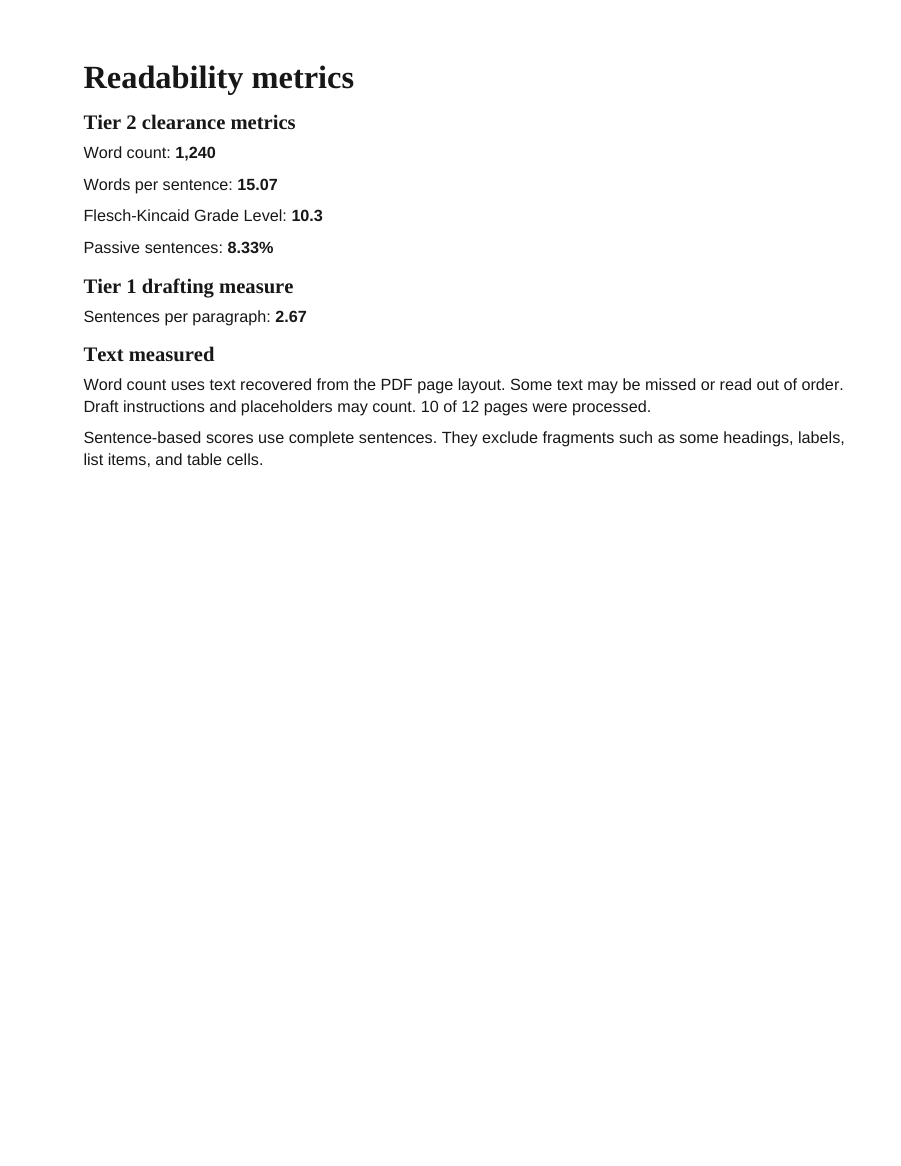 Readability metrics
Tier 2 clearance metrics
Word count: 1,240
Words per sentence: 15.07
Flesch-Kincaid Grade Level: 10.3
Passive sentences: 8.33%
Tier 1 drafting measure
Sentences per paragraph: 2.67
Text measured
Word count uses text recovered from the PDF page layout. Some text may be missed or read out of order.
Draft instructions and placeholders may count. 10 of 12 pages were processed.
Sentence-based scores use complete sentences. They exclude fragments such as some headings, labels,
list items, and table cells.